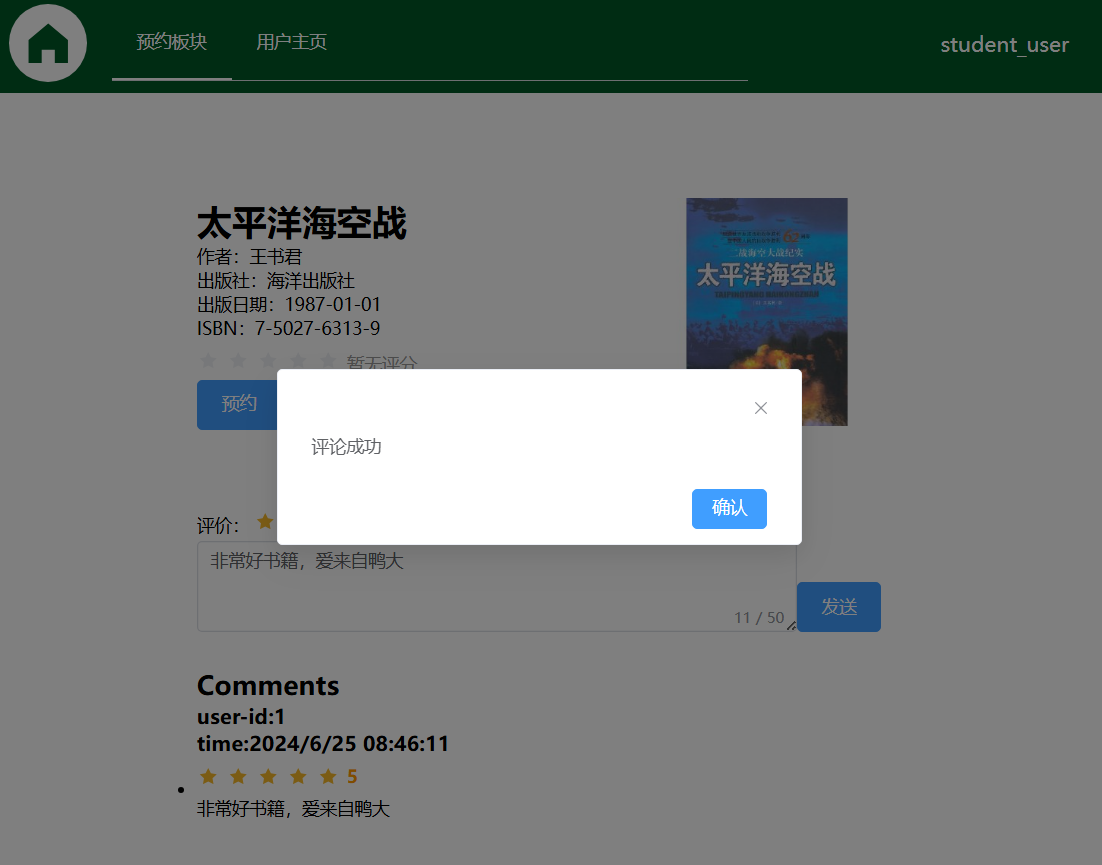 预约板块
用户主页
student_user
太平洋海空战
作者：王书君
出版社：海洋出版社
出版日期：1987-01-01
ISBN：7-5027-6313-9
暂无评分
二战海空大战纪实
太平洋海空战
预约
评论成功
确认
评价：
非常好书籍，爱来自鸭大
11 / 50
发送
Comments
user-id:1
time:2024/6/25 08:46:11
5
非常好书籍，爱来自鸭大